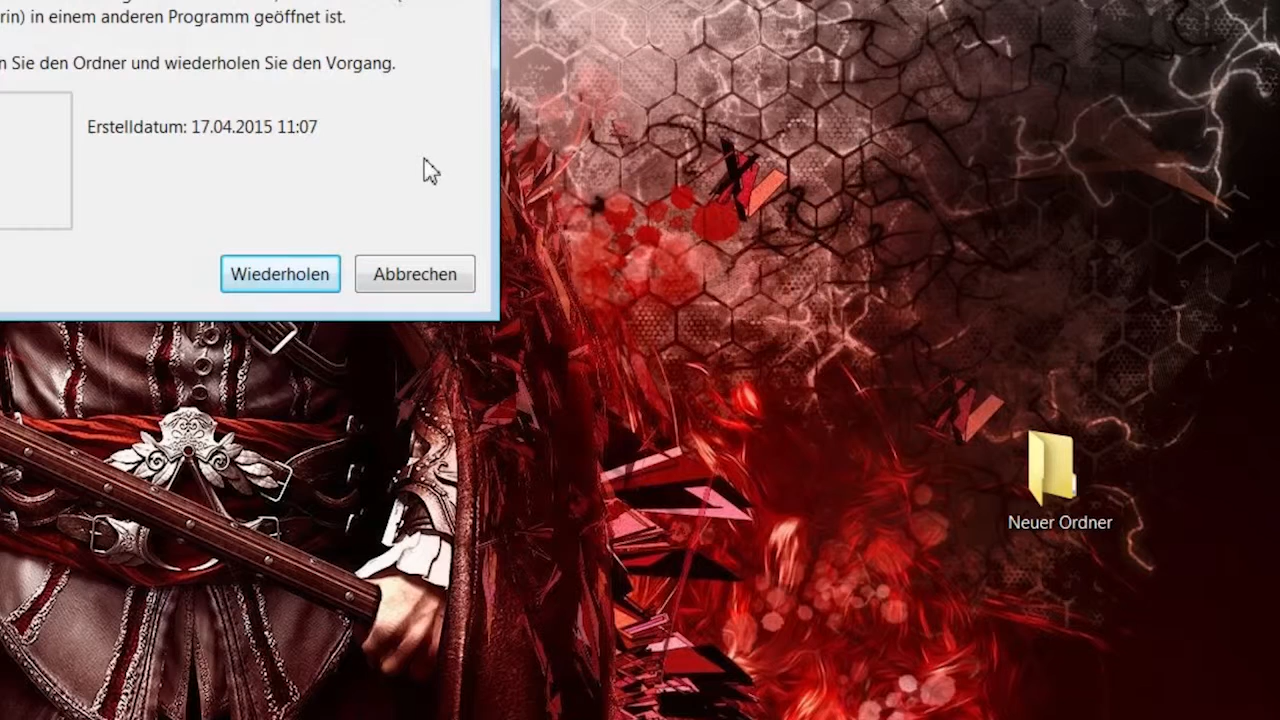 rin) in einem anderen Programm geöffnet ist.
n Sie den Ordner und wiederholen Sie den Vorgang.
Erstelldatum: 17.04.2015 11:07
Wiederholen
Abbrechen
Neuer Ordner